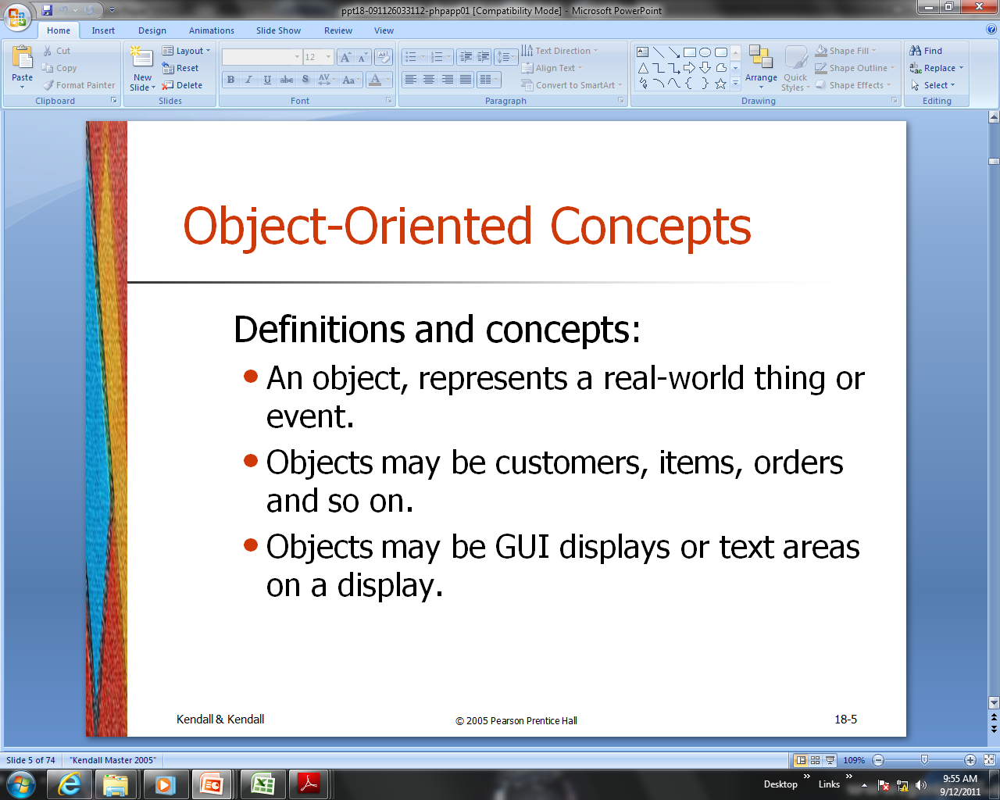 ppt18-091126033112-phpapp01 [Compatibility Mode] - Microsoft PowerPoint
Home Insert Design Animations Slide Show Review View
Paste
Cut
Copy
Format Painter
Clipboard
New
Slide
Layout
Reset
Delete
Slides
12
B I U abc S AV Aa A
Font
Text Direction
Align Text
Convert to SmartArt
Paragraph
Arrange
Quick
Styles
Shape Fill
Shape Outline
Shape Effects
Drawing
Find
Replace
Select
Editing
Object-Oriented Concepts
Definitions and concepts:
An object, represents a real-world thing or
event.
Objects may be customers, items, orders
and so on.
Objects may be GUI displays or text areas
on a display.
Kendall & Kendall © 2005 Pearson Prentice Hall 18-5
Slide 5 of 74 "Kendall Master 2005" 109%
Desktop » Links » 9:55 AM
9/12/2011